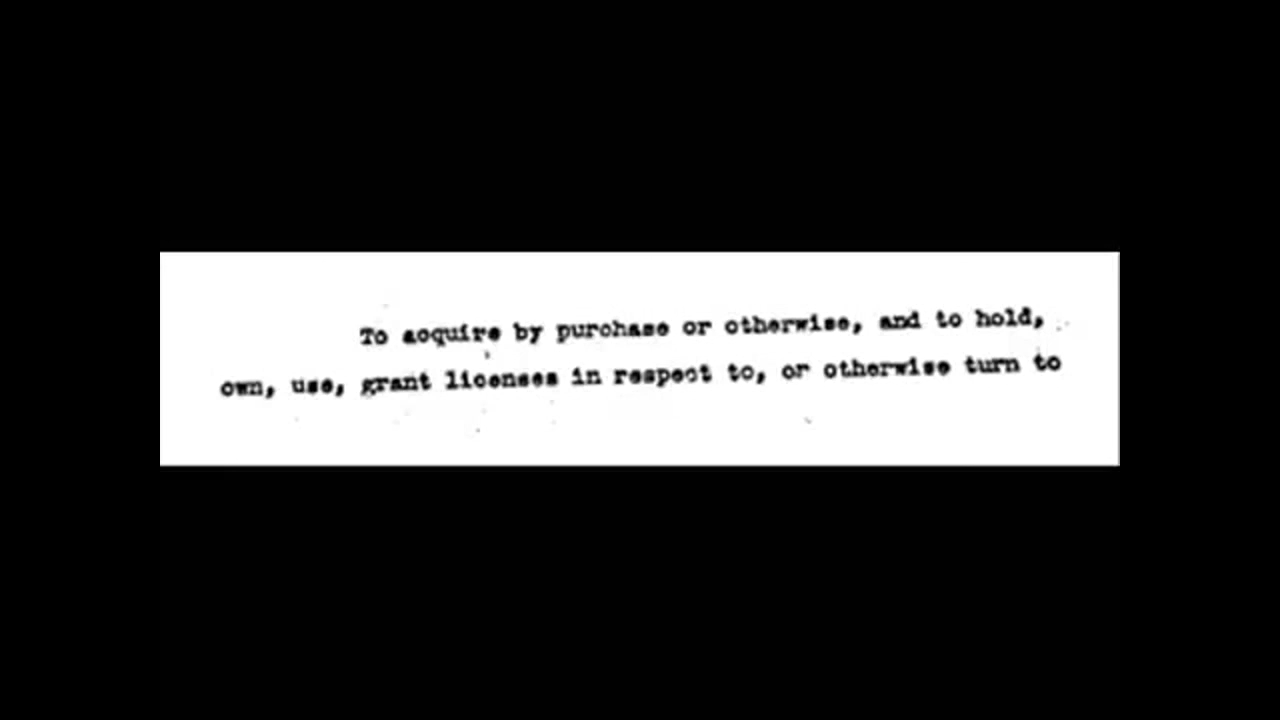 To acquire by purchase or otherwise, and to hold,
own, use, grant licenses in respect to, or otherwise turn to